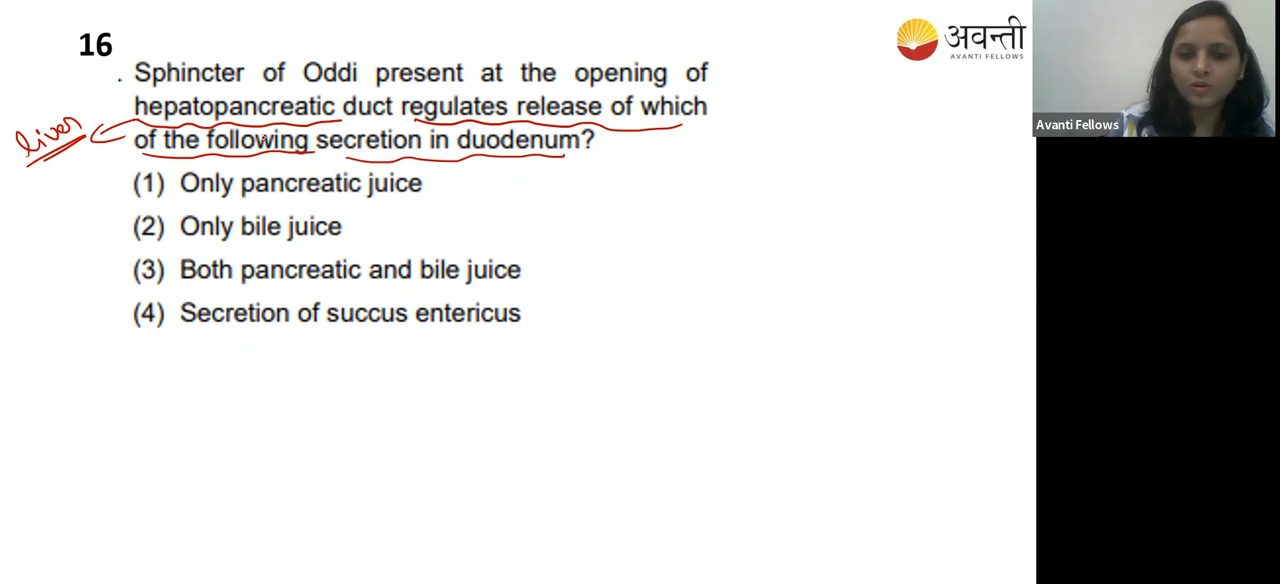 16
अवन्ती
AVANTI FELLOWS
. Sphincter of Oddi present at the opening of
hepatopancreatic duct regulates release of which
of the following secretion in duodenum?
liver
(1) Only pancreatic juice
(2) Only bile juice
(3) Both pancreatic and bile juice
(4) Secretion of succus entericus
Avanti Fellows